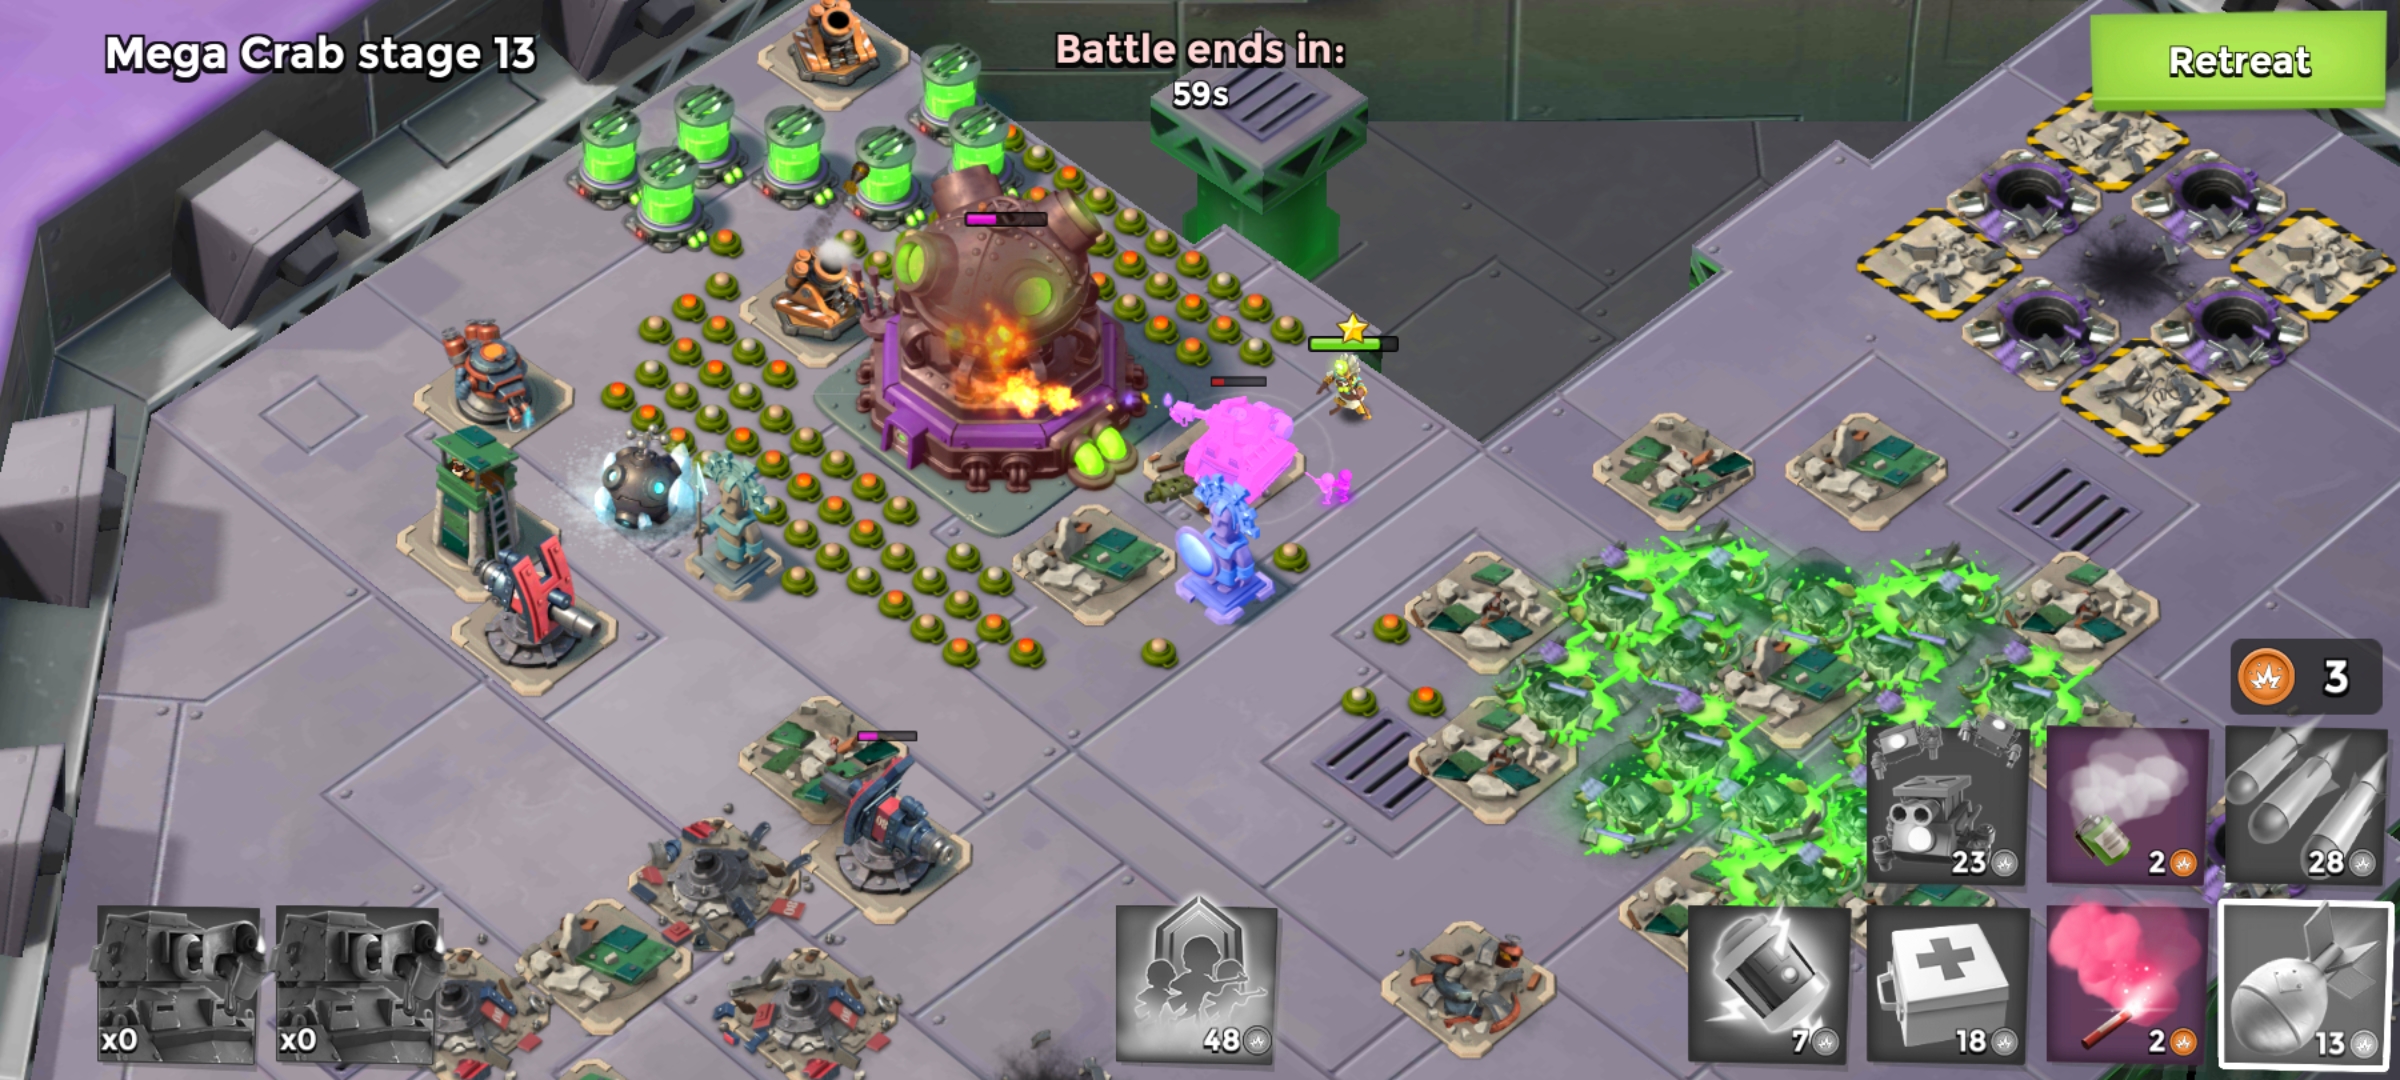 Mega Crab stage 13
Battle ends in:
59s
Retreat
3
23
2
28
x0
x0
48
7
18
2
13